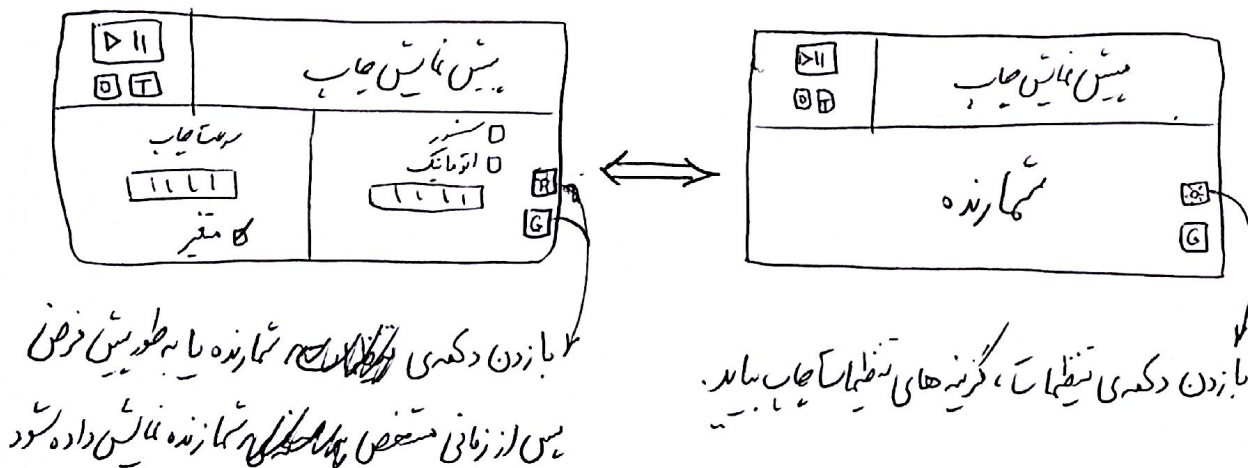 پیش نمایش چاپ
O T
سرعت چاپ
متغیر
سنسور
اتوماتیک
R
G
پیش نمایش چاپ
O T
شمارنده
G
با زدن دکمه‌ی شمارنده یا به طور پیش فرض
پس از زمانی مشخص شمارنده نمایش داده شود
با زدن دکمه‌ی تنظیمات، گزینه های تنظیمات چاپ بیاید.